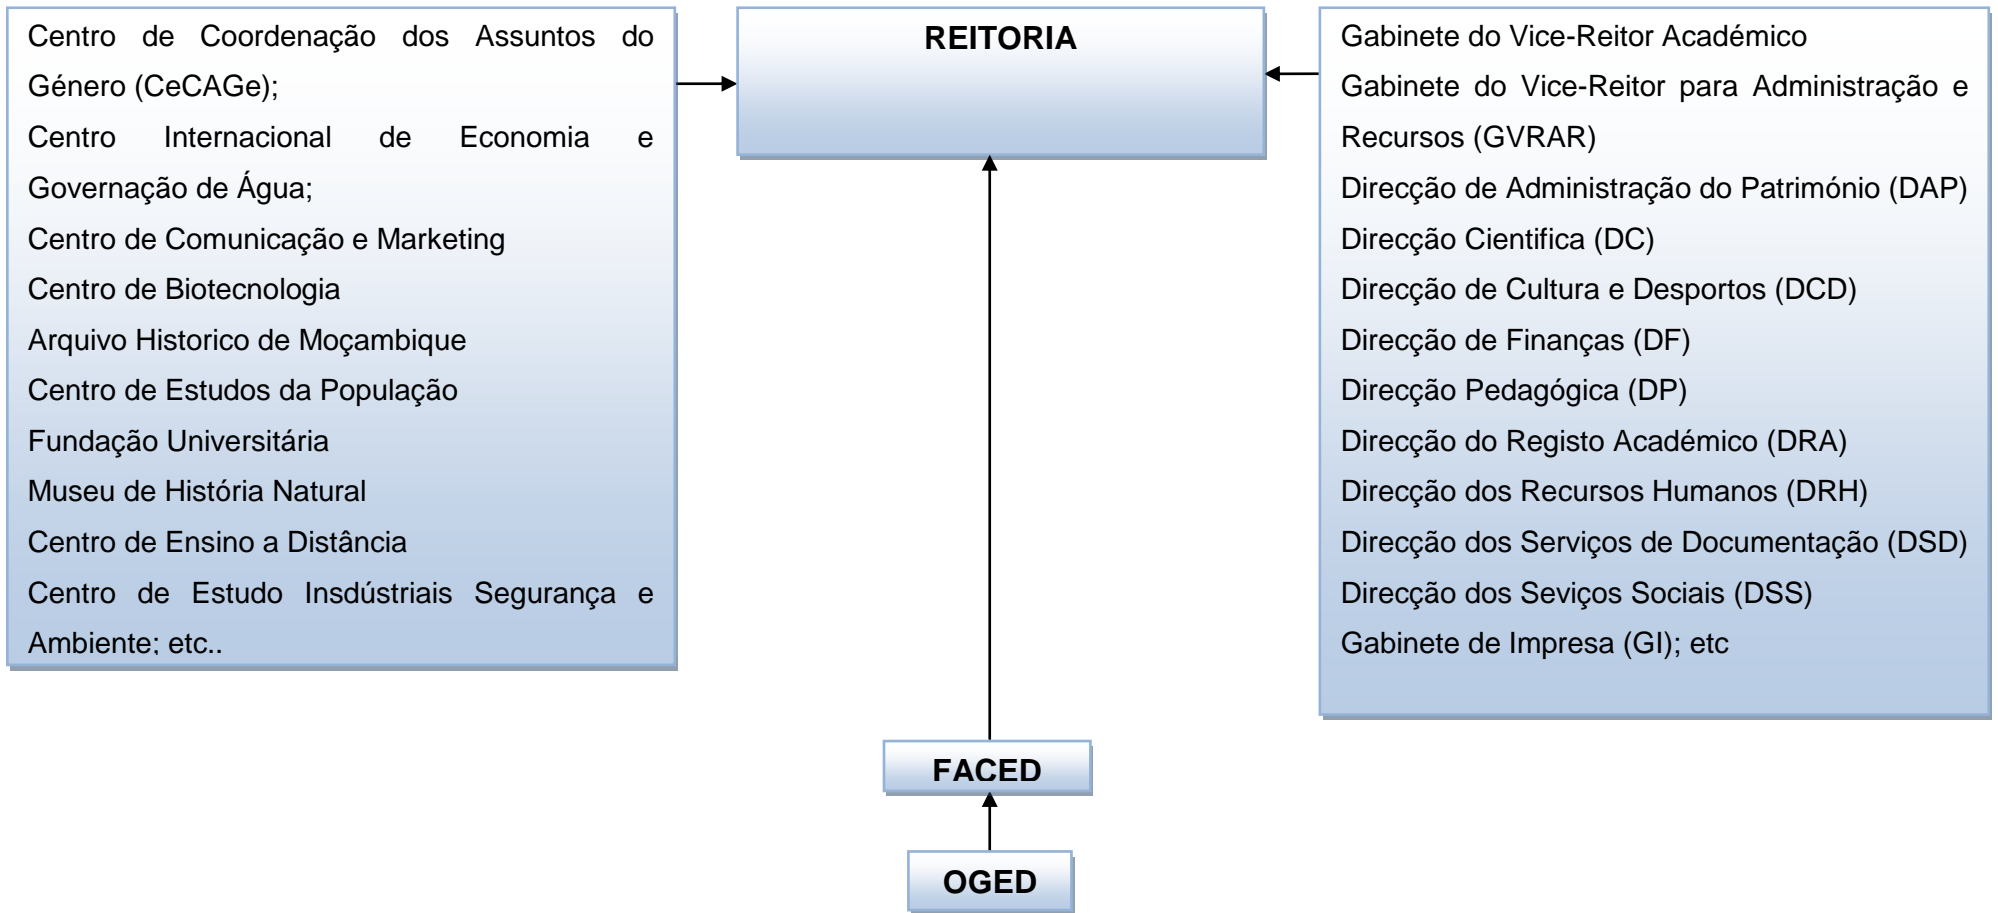 Centro de Coordenação dos Assuntos do
Género (CeCAGe);
Centro Internacional de Economia e
Governação de Água;
Centro de Comunicação e Marketing
Centro de Biotecnologia
Arquivo Historico de Moçambique
Centro de Estudos da População
Fundação Universitária
Museu de História Natural
Centro de Ensino a Distância
Centro de Estudo Insdústriais Segurança e
Ambiente; etc..
REITORIA
Gabinete do Vice-Reitor Académico
Gabinete do Vice-Reitor para Administração e
Recursos (GVRAR)
Direcção de Administração do Património (DAP)
Direcção Cientifica (DC)
Direcção de Cultura e Desportos (DCD)
Direcção de Finanças (DF)
Direcção Pedagógica (DP)
Direcção do Registo Académico (DRA)
Direcção dos Recursos Humanos (DRH)
Direcção dos Serviços de Documentação (DSD)
Direcção dos Seviços Sociais (DSS)
Gabinete de Impresa (GI); etc
FACED
OGED